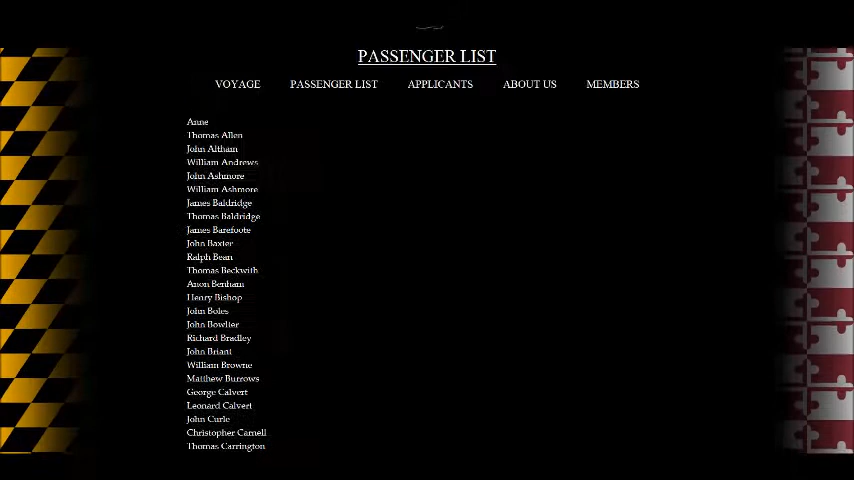 PASSENGER LIST
VOYAGE PASSENGER LIST APPLICANTS ABOUT US MEMBERS
Anne
Thomas Allen
John Altham
William Andrews
John Ashmore
William Ashmore
James Baldridge
Thomas Baldridge
James Barefoote
John Baxter
Ralph Bean
Thomas Beckwith
Anon Benham
Henry Bishop
John Boles
John Bowlter
Richard Bradley
John Briant
William Browne
Matthew Burrows
George Calvert
Leonard Calvert
John Curle
Christopher Carnell
Thomas Carrington